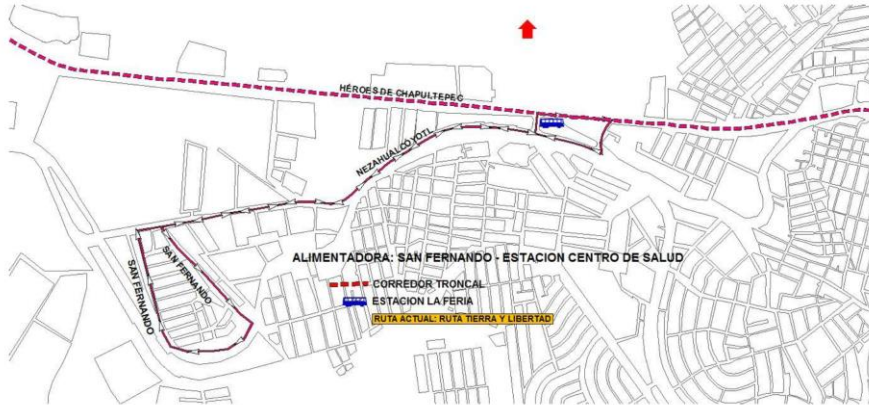 HÉROES DE CHAPULTEPEC
NEZAHUALCÓYOTL
SAN FERNANDO
SAN FERNANDO
ALIMENTADORA: SAN FERNANDO - ESTACION CENTRO DE SALUD
CORREDOR TRONCAL
ESTACION LA FERIA
RUTA ACTUAL: RUTA TIERRA Y LIBERTAD